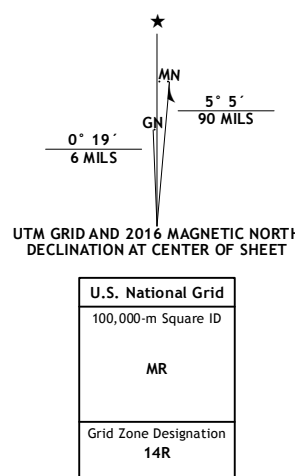 ★
MN
5° 5´
90 MILS
GN
0° 19´
6 MILS
UTM GRID AND 2016 MAGNETIC NORTH
DECLINATION AT CENTER OF SHEET
U.S. National Grid
100,000-m Square ID
MR
Grid Zone Designation
14R